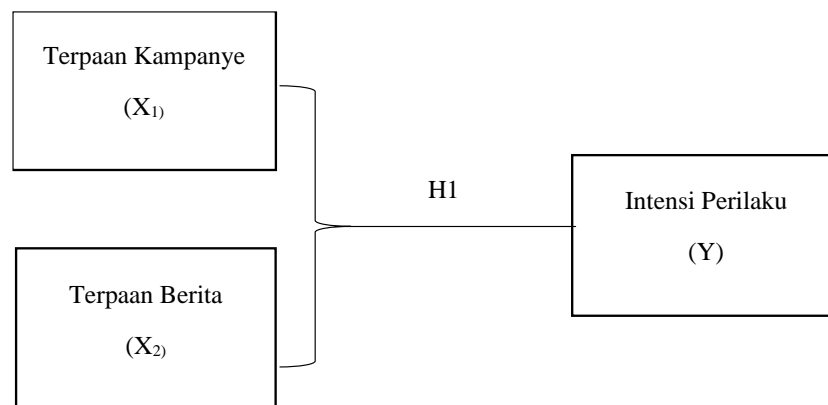 Terpaan Kampanye
(X1)
H1
Intensi Perilaku
(Y)
Terpaan Berita
(X2)